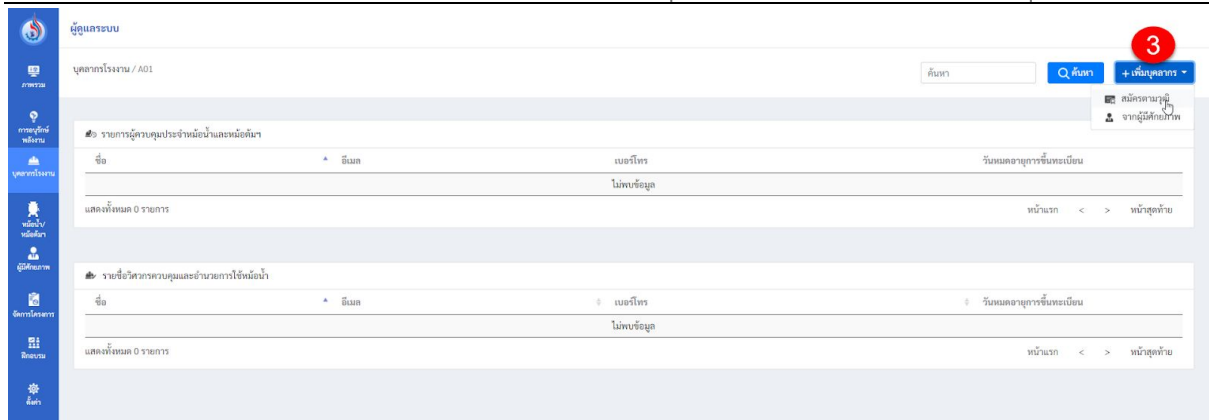 ผู้ดูแลระบบ
3
บุคลากรโรงงาน / A01
ค้นหา
ค้นหา
+ เพิ่มบุคลากร
สมัครตามวุฒิ
จากผู้มีศักยภาพ
ภาพรวม
การอนุรักษ์
พลังงาน
บุคลากรโรงงาน
หม้อน้ำ/
หม้อต้มฯ
ผู้มีศักยภาพ
จัดการโครงการ
ฝึกอบรม
ตั้งค่า
รายการผู้ควบคุมประจำหม้อน้ำและหม้อต้มฯ
ชื่อ อีเมล เบอร์โทร วันหมดอายุการขึ้นทะเบียน
ไม่พบข้อมูล
แสดงทั้งหมด 0 รายการ หน้าแรก < > หน้าสุดท้าย
รายชื่อวิศวกรควบคุมและอำนวยการใช้หม้อน้ำ
ชื่อ อีเมล เบอร์โทร วันหมดอายุการขึ้นทะเบียน
ไม่พบข้อมูล
แสดงทั้งหมด 0 รายการ หน้าแรก < > หน้าสุดท้าย